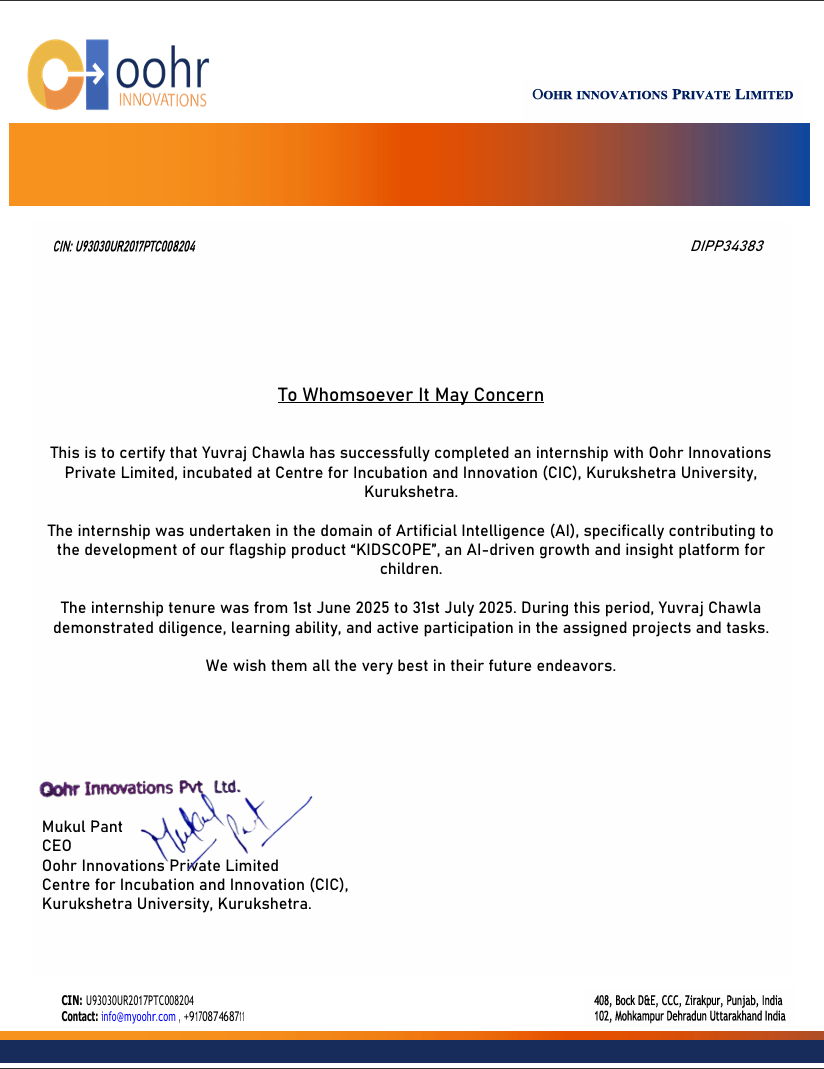 oohr
INNOVATIONS
OOHR INNOVATIONS PRIVATE LIMITED
CIN: U93030UR2017PTC008204
DIPP34383
To Whomsoever It May Concern
This is to certify that Yuvraj Chawla has successfully completed an internship with Oohr Innovations
Private Limited, incubated at Centre for Incubation and Innovation (CIC), Kurukshetra University,
Kurukshetra.
The internship was undertaken in the domain of Artificial Intelligence (AI), specifically contributing to
the development of our flagship product “KIDSCOPE”, an AI-driven growth and insight platform for
children.
The internship tenure was from 1st June 2025 to 31st July 2025. During this period, Yuvraj Chawla
demonstrated diligence, learning ability, and active participation in the assigned projects and tasks.
We wish them all the very best in their future endeavors.
Oohr Innovations Pvt Ltd.
Mukul Pant
Mukul Pant
CEO
Oohr Innovations Private Limited
Centre for Incubation and Innovation (CIC),
Kurukshetra University, Kurukshetra.
CIN: U93030UR2017PTC008204
Contact: info@myoohr.com , +917087468711
408, Bock D&E, CCC, Zirakpur, Punjab, India
102, Mohkampur Dehradun Uttarakhand India